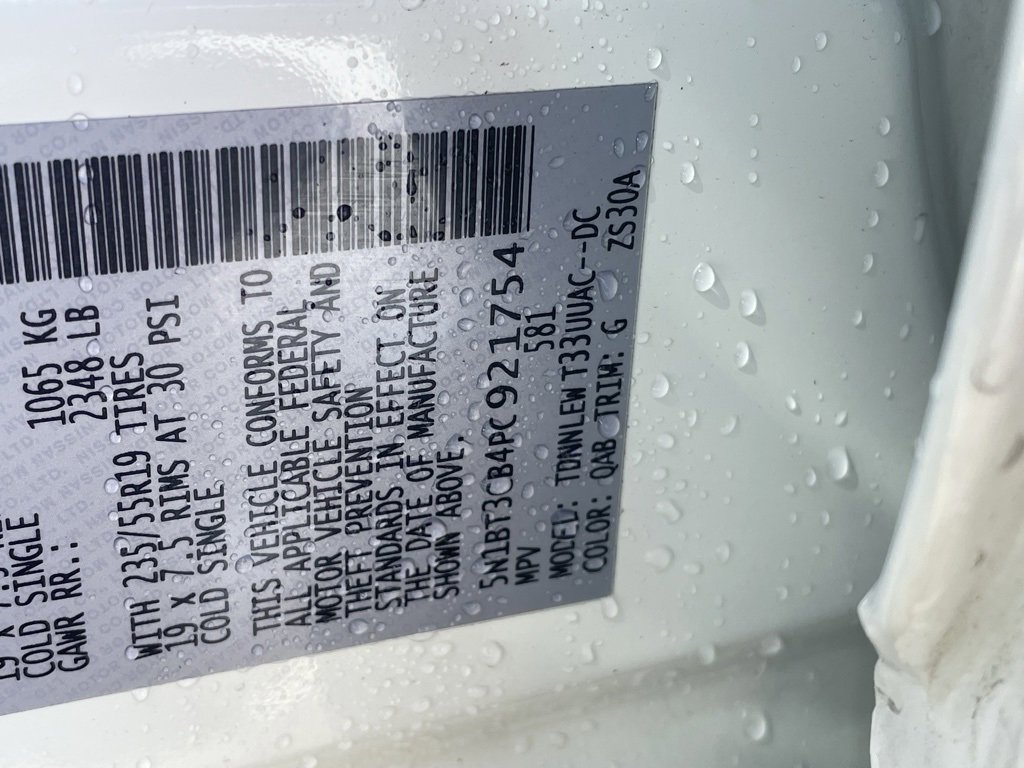 COLD SINGLE
GAWR RR.: 1065 KG
2348 LB
WITH 235/55R19 TIRES
19 X 7.5 RIMS AT 30 PSI
COLD SINGLE.
THIS VEHICLE CONFORMS TO
ALL APPLICABLE FEDERAL
MOTOR VEHICLE SAFETY AND
THEFT PREVENTION
STANDARDS IN EFFECT ON
THE DATE OF MANUFACTURE
SHOWN ABOVE.
5N1BT3CB4PC921754
MPV 581
MODEL: TDNNLEW T33UUAC--DC
COLOR: QAB TRIM: G ZS30A